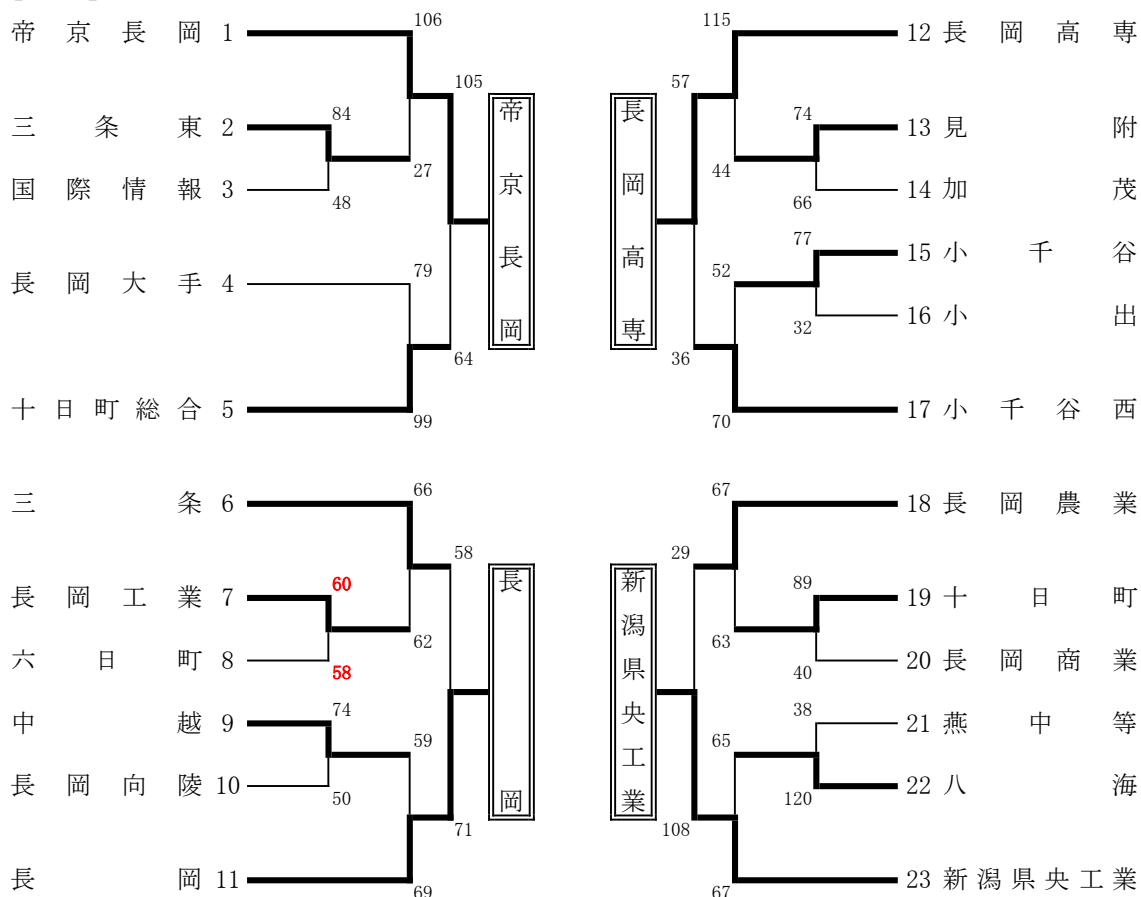 帝京長岡 1
三条東 2
国際情報 3
長岡大手 4
十日町総合 5
106
84
48
27
79
99
105
64
帝京長岡
三条 6
長岡工業 7
六日町 8
中越 9
長岡向陵 10
長岡 11
66
60
58
62
74
50
59
69
58
71
長岡
115
57
74
44
66
77
52
32
36
70
長岡高専
12 長岡高専
13 見附
14 加茂
15 小千谷
16 小出
17 小千谷西
67
29
89
63
40
38
65
120
108
67
新潟県央工業
18 長岡農業
19 十日町
20 長岡商業
21 燕中等
22 八海
23 新潟県央工業